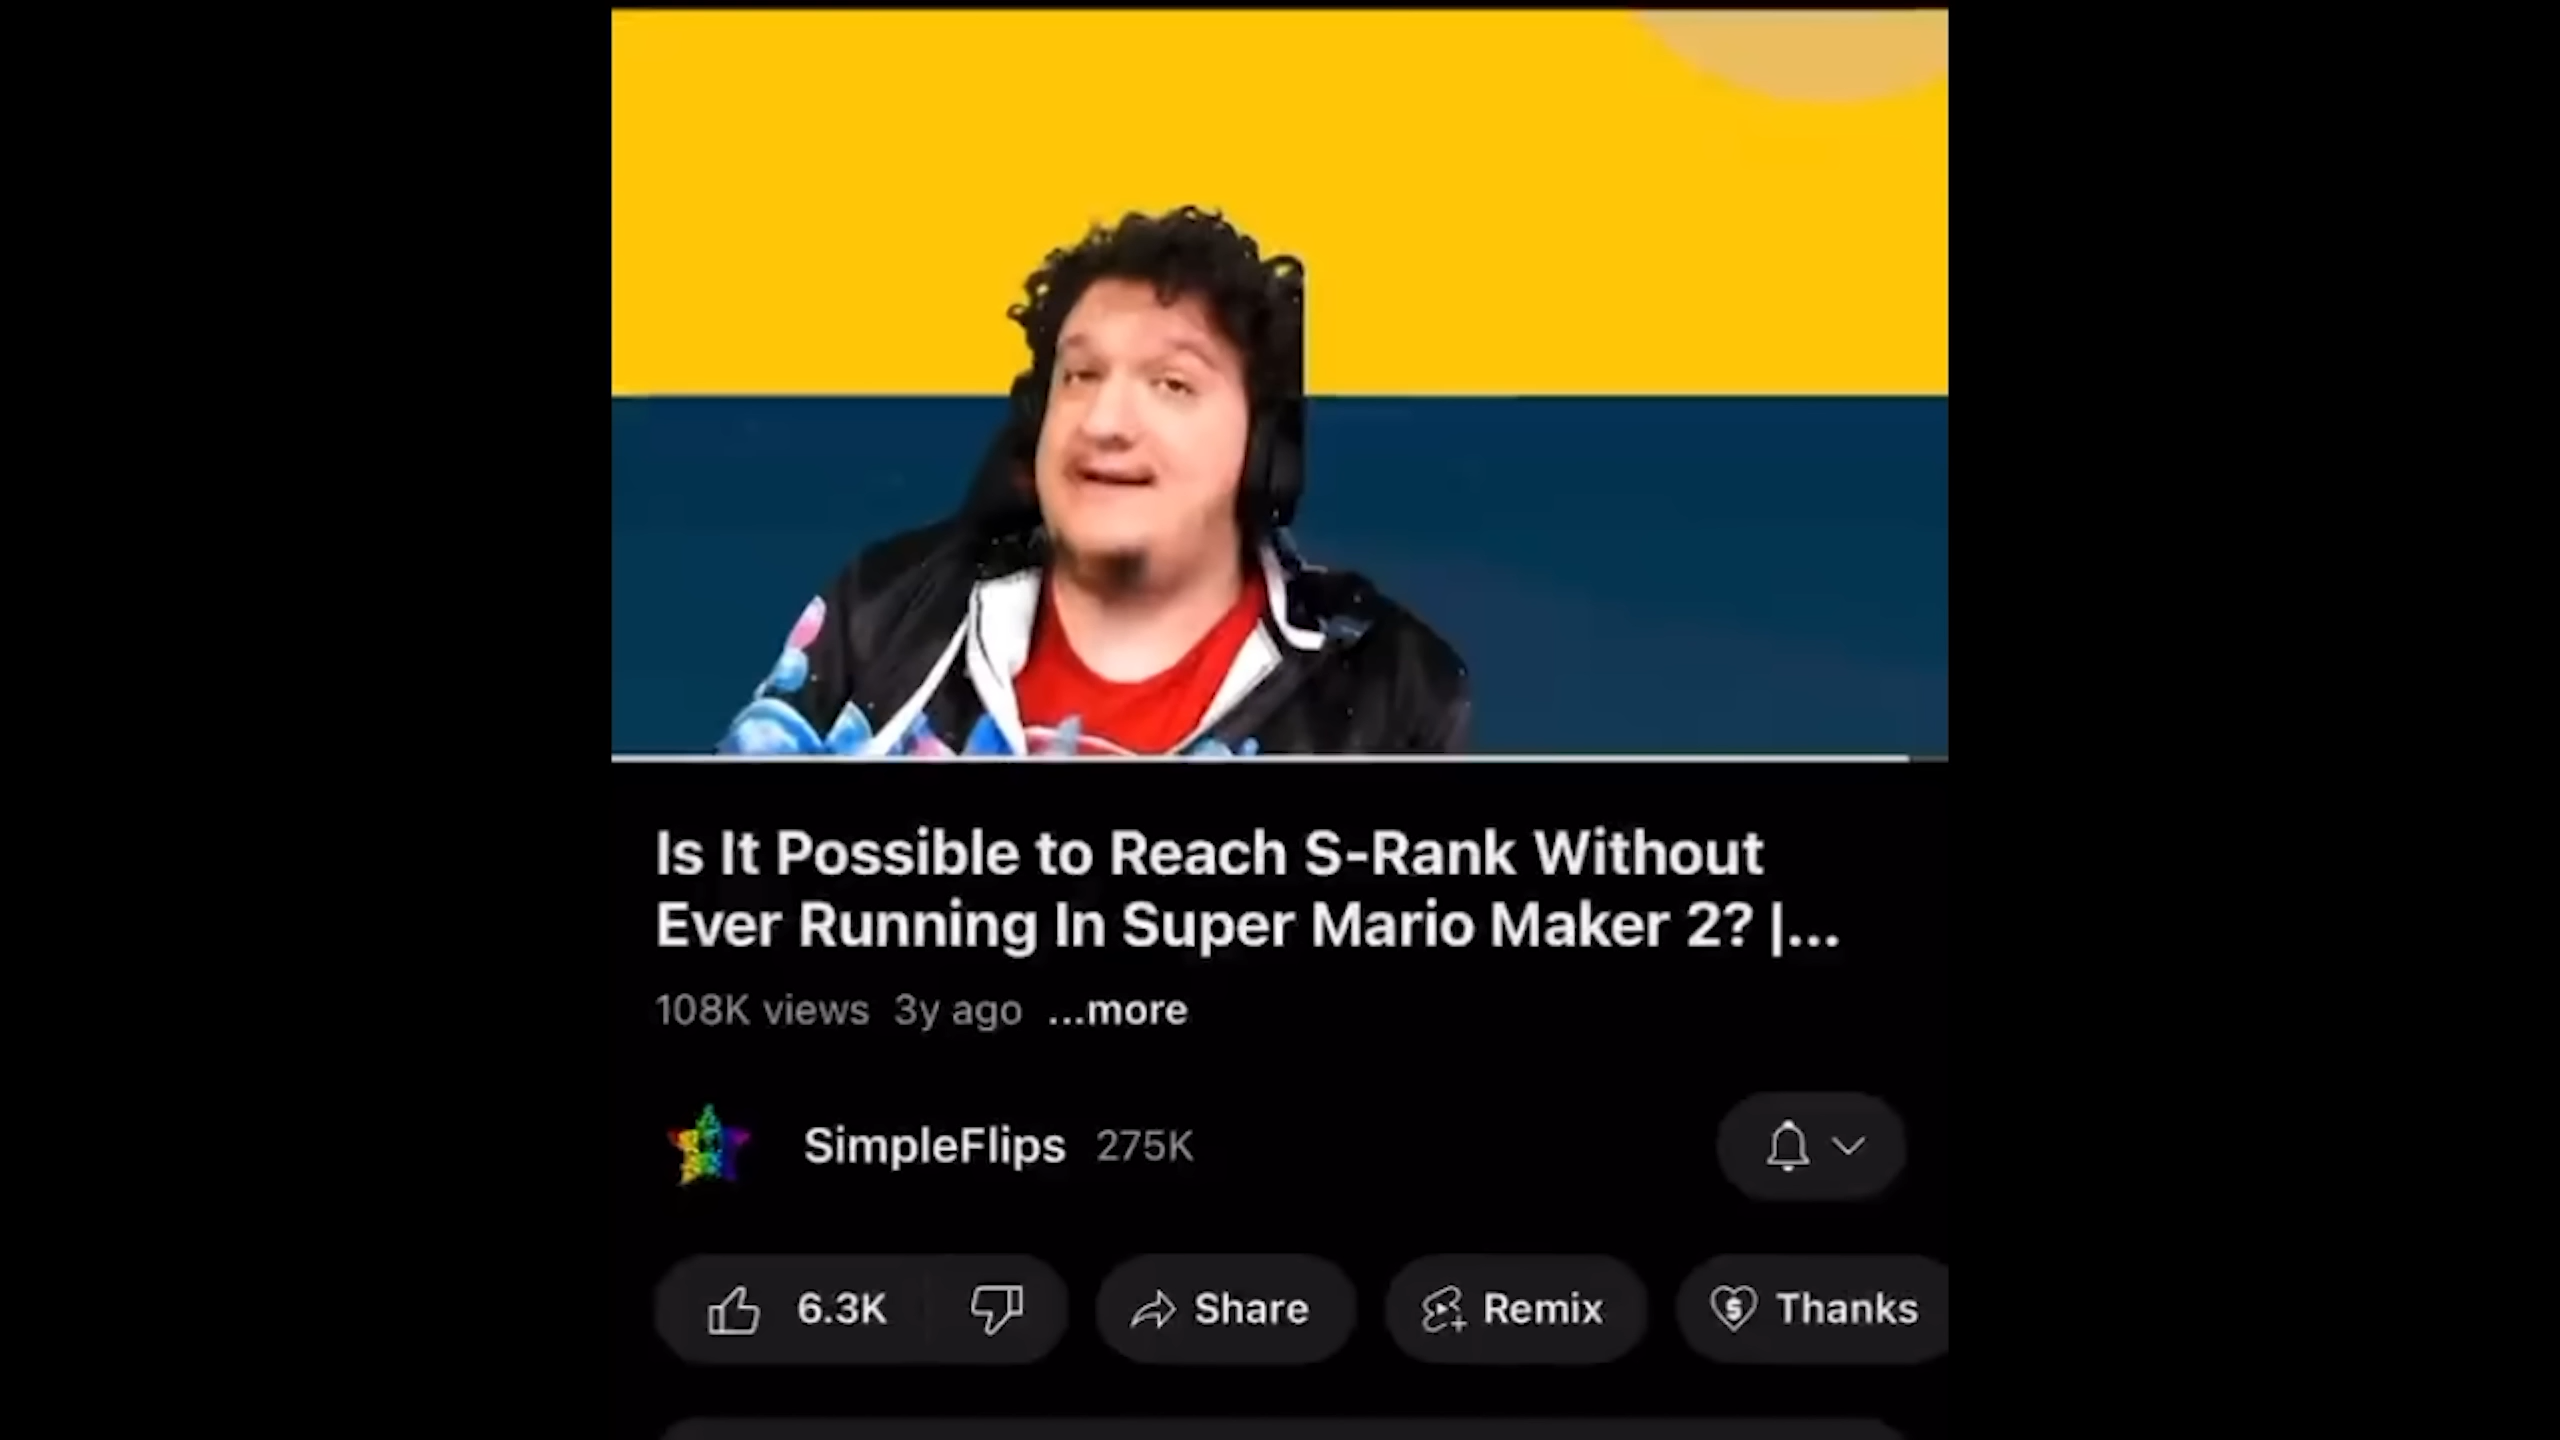 Is It Possible to Reach S-Rank Without
Ever Running In Super Mario Maker 2? |...
108K views 3y ago ...more
SimpleFlips 275K
6.3K Share Remix Thanks